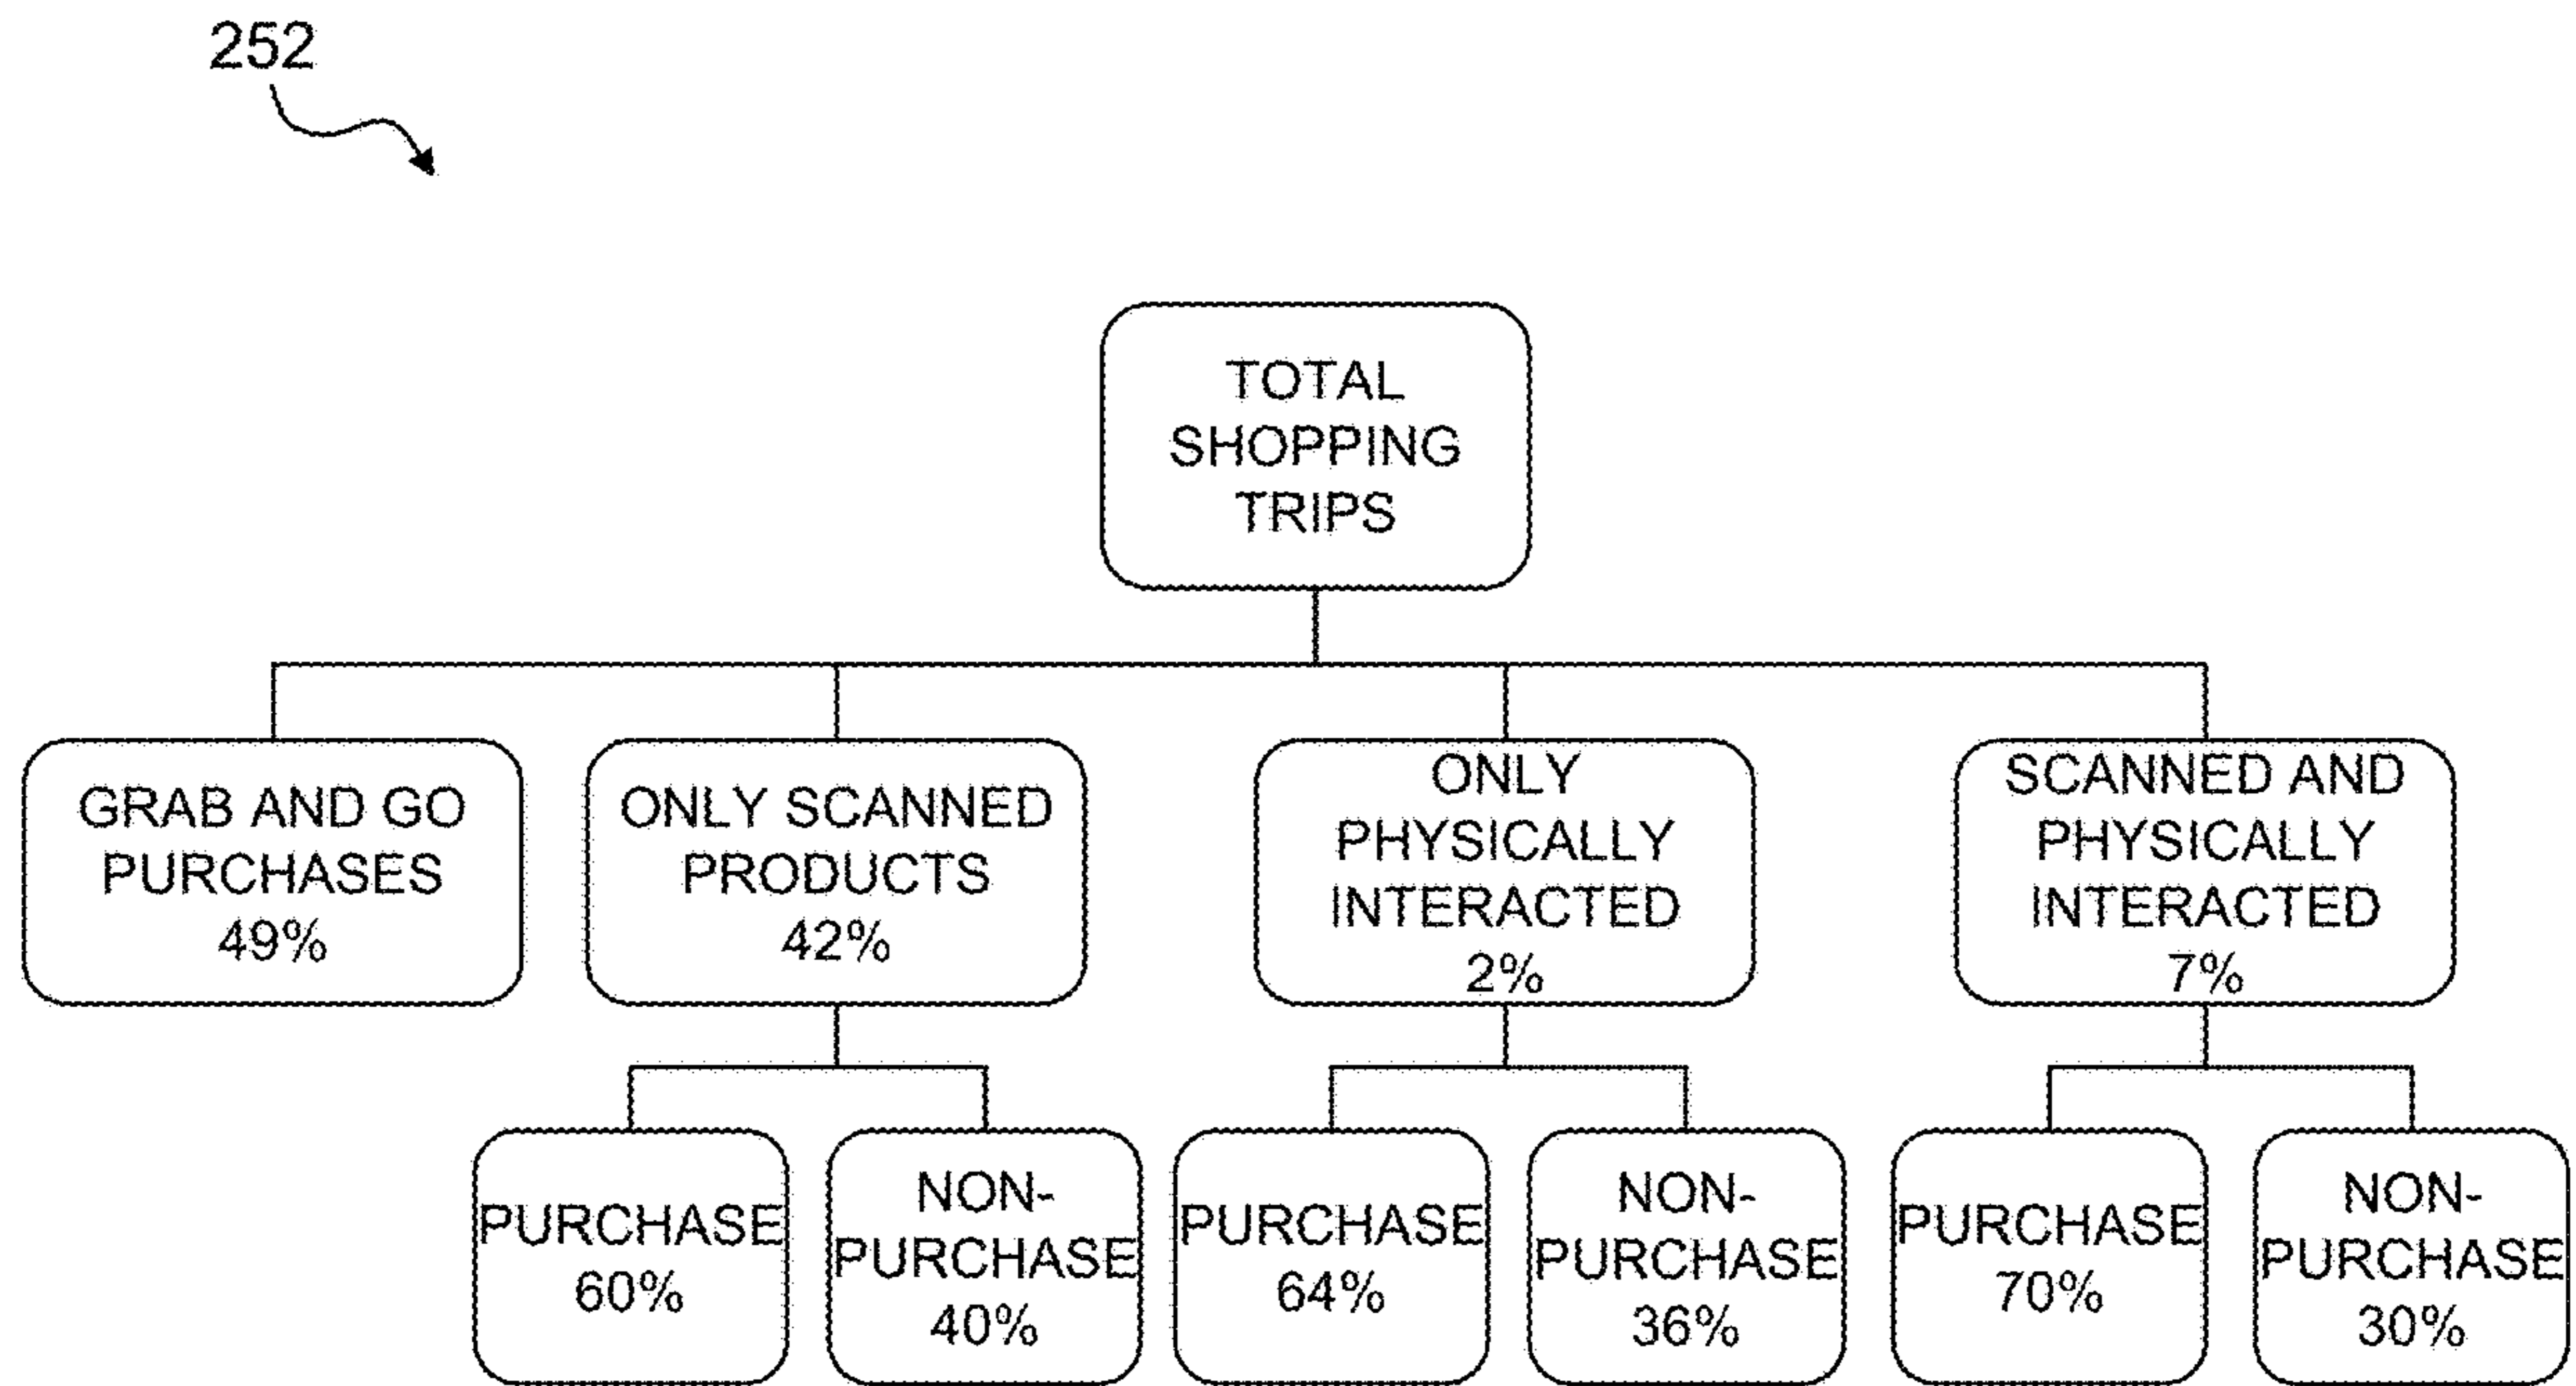 252
TOTAL
SHOPPING
TRIPS
GRAB AND GO
PURCHASES
49%
ONLY SCANNED
PRODUCTS
42%
ONLY
PHYSICALLY
INTERACTED
2%
SCANNED AND
PHYSICALLY
INTERACTED
7%
PURCHASE
60%
NON-
PURCHASE
40%
PURCHASE
64%
NON-
PURCHASE
36%
PURCHASE
70%
NON-
PURCHASE
30%